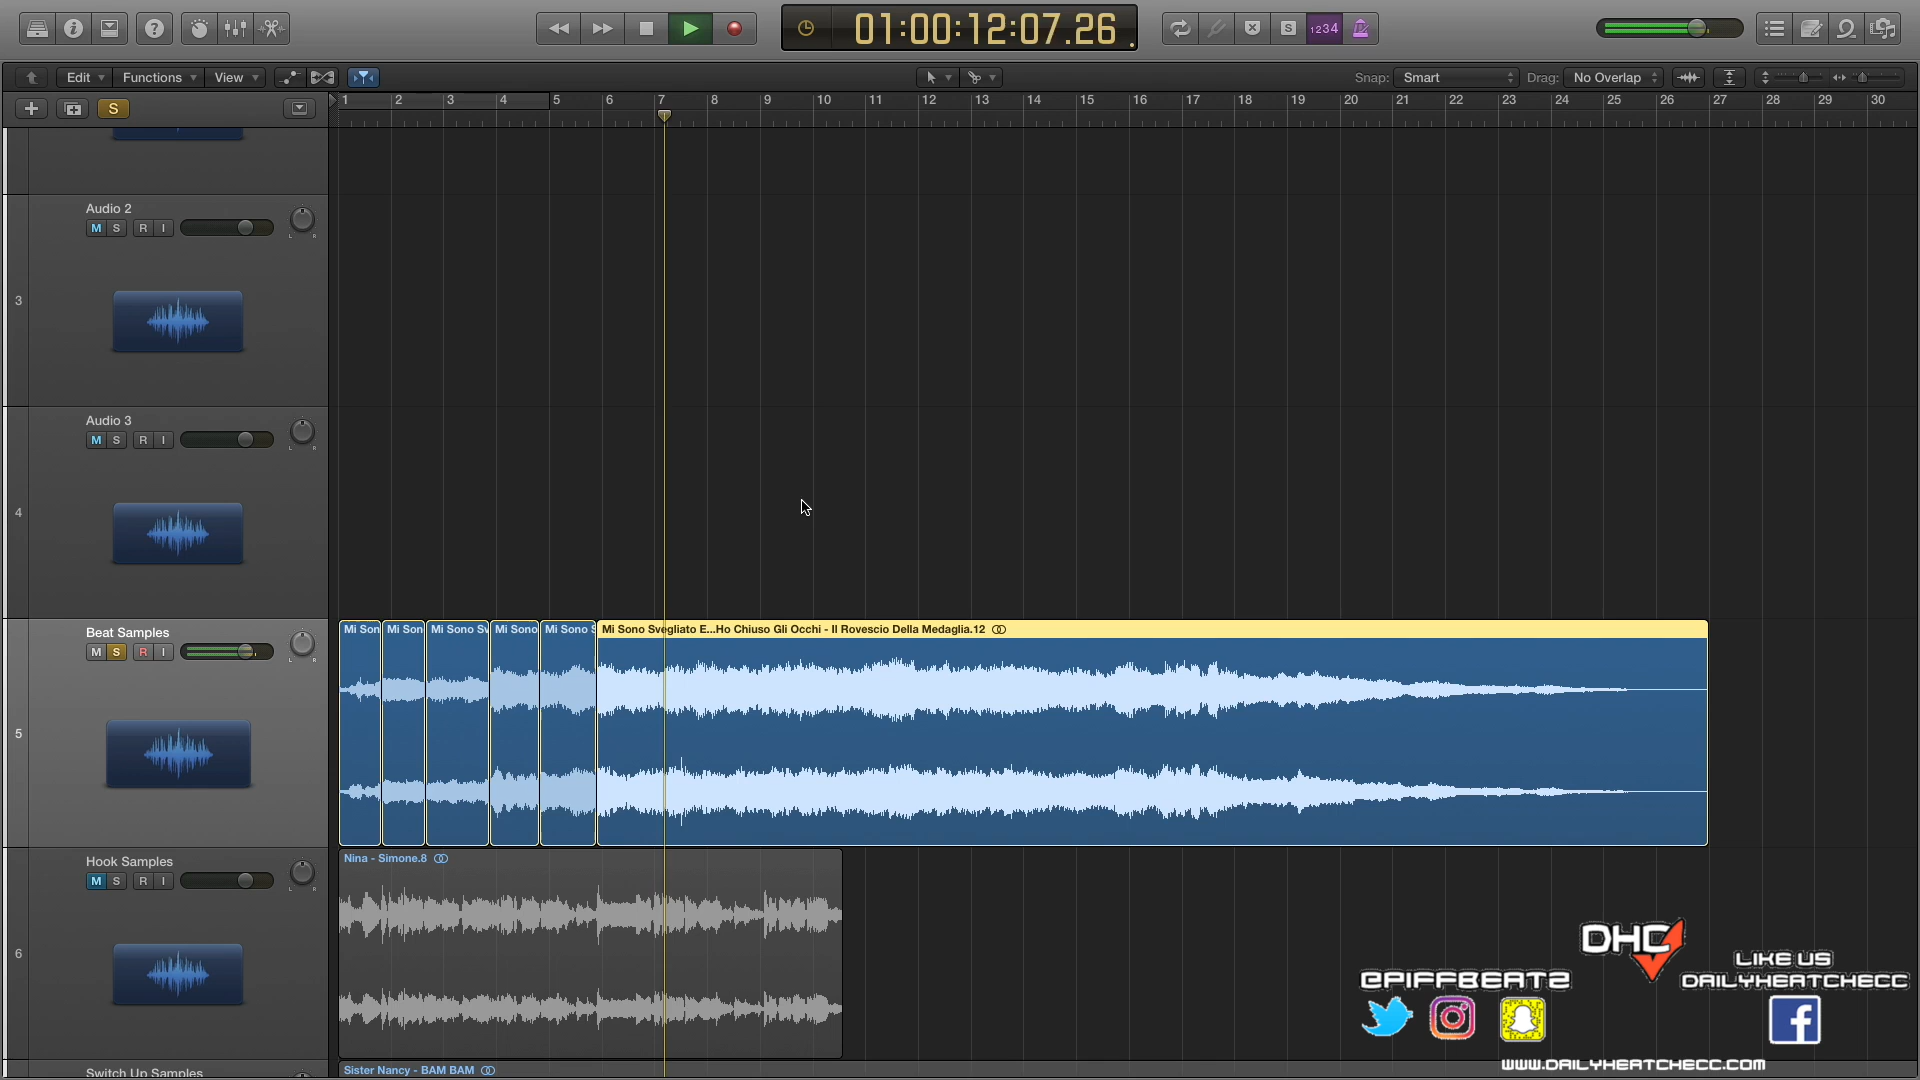 01:00:12:07.26
S
1234
Edit
Functions
View
Snap: Smart
Drag: No Overlap
S
1 2 3 4 5 6 7 8 9 10 11 12 13 14 15 16 17 18 19 20 21 22 23 24 25 26 27 28 29 30
Audio 2
M S R I
L R
3
Audio 3
M S R I
L R
4
Beat Samples
M S R I
L R
5
Mi Son
Mi Son
Mi Sono Sv
Mi Sono
Mi Sono S
Mi Sono Svegliato E...Ho Chiuso Gli Occhi - Il Rovescio Della Medaglia.12
Hook Samples
M S R I
L R
6
Nina - Simone.8
Switch Up Samples
Sister Nancy - BAM BAM
DHC
@PIFFBEATZ
LIKE US
DAILYHEATCHECC
WWW.DAILYHEATCHECC.COM